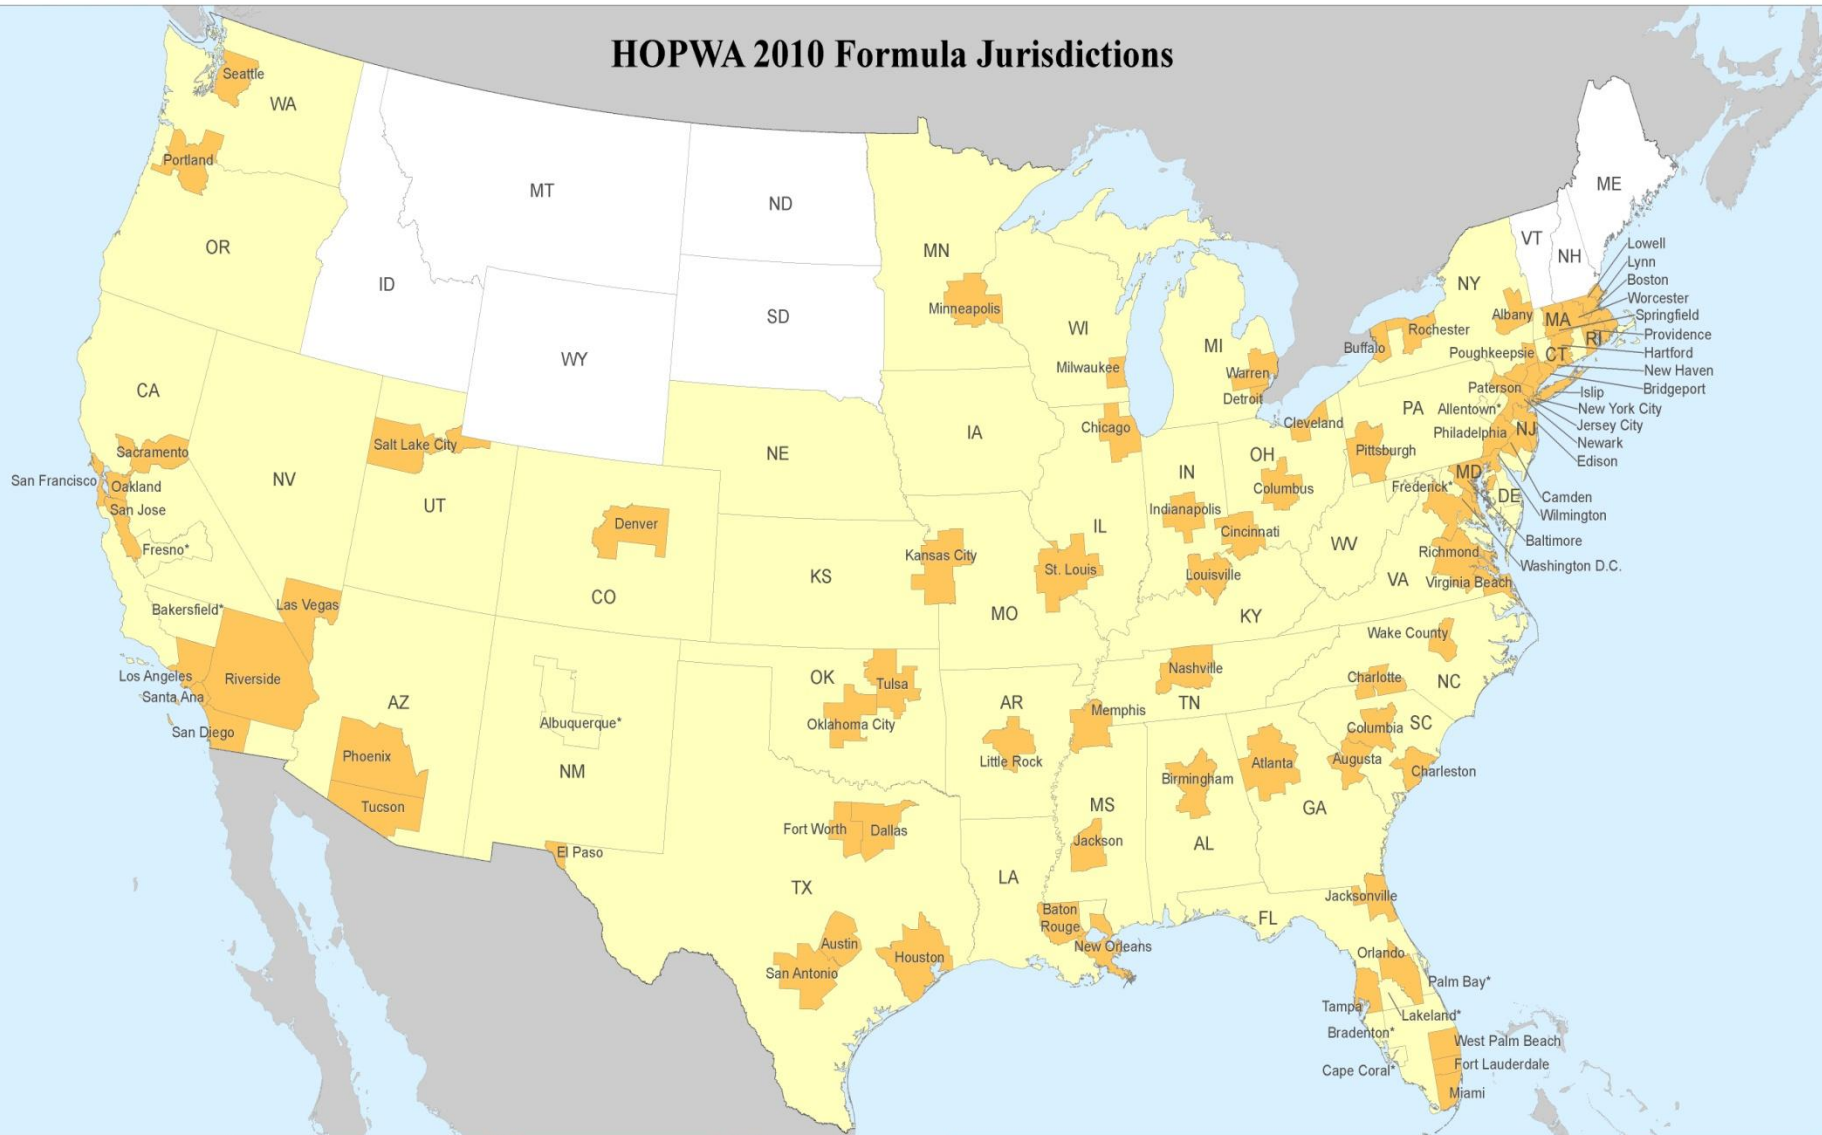 HOPWA 2010 Formula Jurisdictions
Seattle
WA
Portland
OR
MT
ND
ID
SD
WY
MN
Minneapolis
WI
Milwaukee
MI
Warren
Detroit
ME
VT
NH
NY
Albany
Rochester
Buffalo
Poughkeepsie
MA
RI
CT
Lowell
Lynn
Boston
Worcester
Springfield
Providence
Hartford
New Haven
Bridgeport
Islip
New York City
Jersey City
Newark
Edison
Paterson
PA
Allentown*
Philadelphia
NJ
Pittsburgh
Cleveland
Camden
Wilmington
Baltimore
Washington D.C.
MD
DE
Frederick*
CA
Sacramento
San Francisco
Oakland
San Jose
Fresno*
Bakersfield*
NV
Las Vegas
Los Angeles
Santa Ana
Riverside
San Diego
Salt Lake City
UT
Denver
CO
NE
IA
Chicago
IL
IN
Indianapolis
OH
Columbus
Cincinnati
Louisville
KY
WV
VA
Richmond
Virginia Beach
KS
Kansas City
MO
St. Louis
AZ
Phoenix
Tucson
Albuquerque*
NM
El Paso
OK
Tulsa
Oklahoma City
AR
Little Rock
Memphis
Nashville
TN
Wake County
Charlotte
NC
Columbia
SC
Augusta
Charleston
Atlanta
GA
Birmingham
AL
MS
Jackson
LA
Baton
Rouge
New Orleans
Fort Worth
Dallas
TX
Austin
San Antonio
Houston
FL
Jacksonville
Orlando
Palm Bay*
Tampa
Lakeland*
Bradenton*
Cape Coral*
West Palm Beach
Fort Lauderdale
Miami